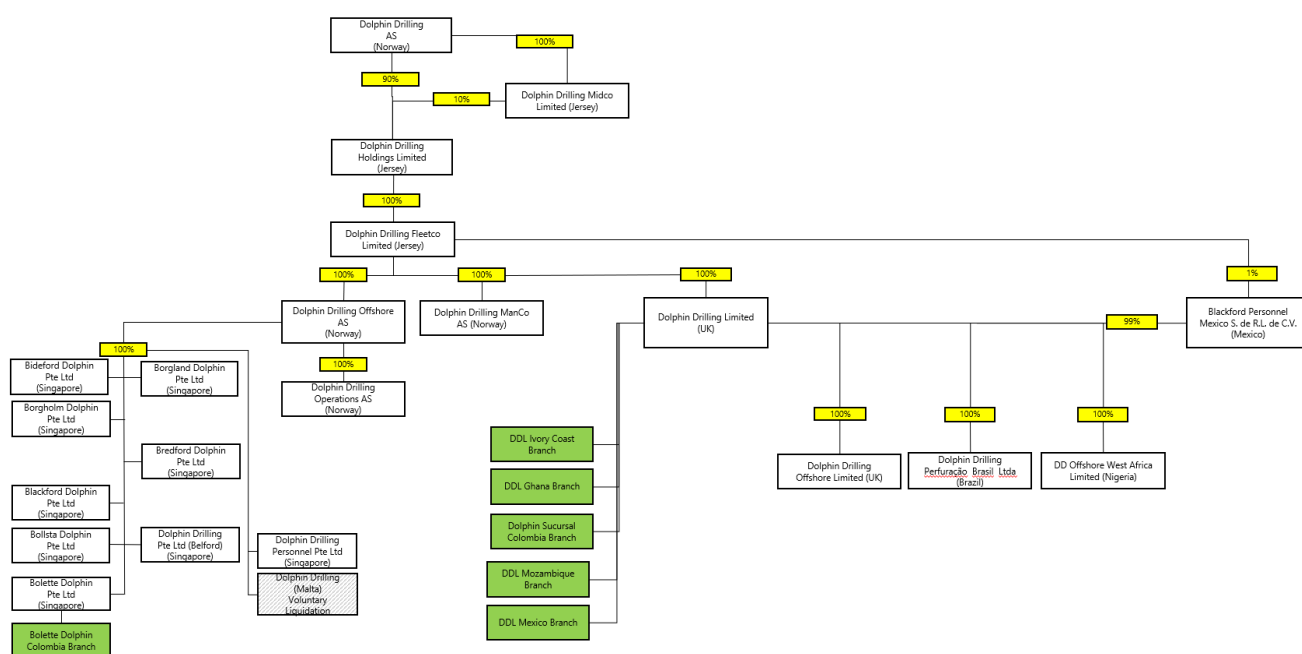 Dolphin Drilling
AS
(Norway)
100%
90%
10%
Dolphin Drilling Midco
Limited (Jersey)
Dolphin Drilling
Holdings Limited
(Jersey)
100%
Dolphin Drilling Fleetco
Limited (Jersey)
100%
100%
100%
1%
Dolphin Drilling Offshore
AS
(Norway)
Dolphin Drilling ManCo
AS (Norway)
Dolphin Drilling Limited
(UK)
99%
Blackford Personnel
Mexico S. de R.L. de C.V.
(Mexico)
100%
100%
Bideford Dolphin
Pte Ltd
(Singapore)
Borgland Dolphin
Pte Ltd
(Singapore)
Dolphin Drilling
Operations AS
(Norway)
Borgholm Dolphin
Pte Ltd
(Singapore)
Bredford Dolphin
Pte Ltd
(Singapore)
Blackford Dolphin
Pte Ltd
(Singapore)
Bollsta Dolphin
Pte Ltd
(Singapore)
Dolphin Drilling
Pte Ltd (Belford)
(Singapore)
Dolphin Drilling
Personnel Pte Ltd
(Singapore)
Bolette Dolphin
Pte Ltd
(Singapore)
Dolphin Drilling
(Malta)
Voluntary
Liquidation
Bolette Dolphin
Colombia Branch
DDL Ivory Coast
Branch
DDL Ghana Branch
Dolphin Sucursal
Colombia Branch
DDL Mozambique
Branch
DDL Mexico Branch
100%
100%
100%
Dolphin Drilling
Offshore Limited (UK)
Dolphin Drilling
Perfuração Brasil Ltda
(Brazil)
DD Offshore West Africa
Limited (Nigeria)